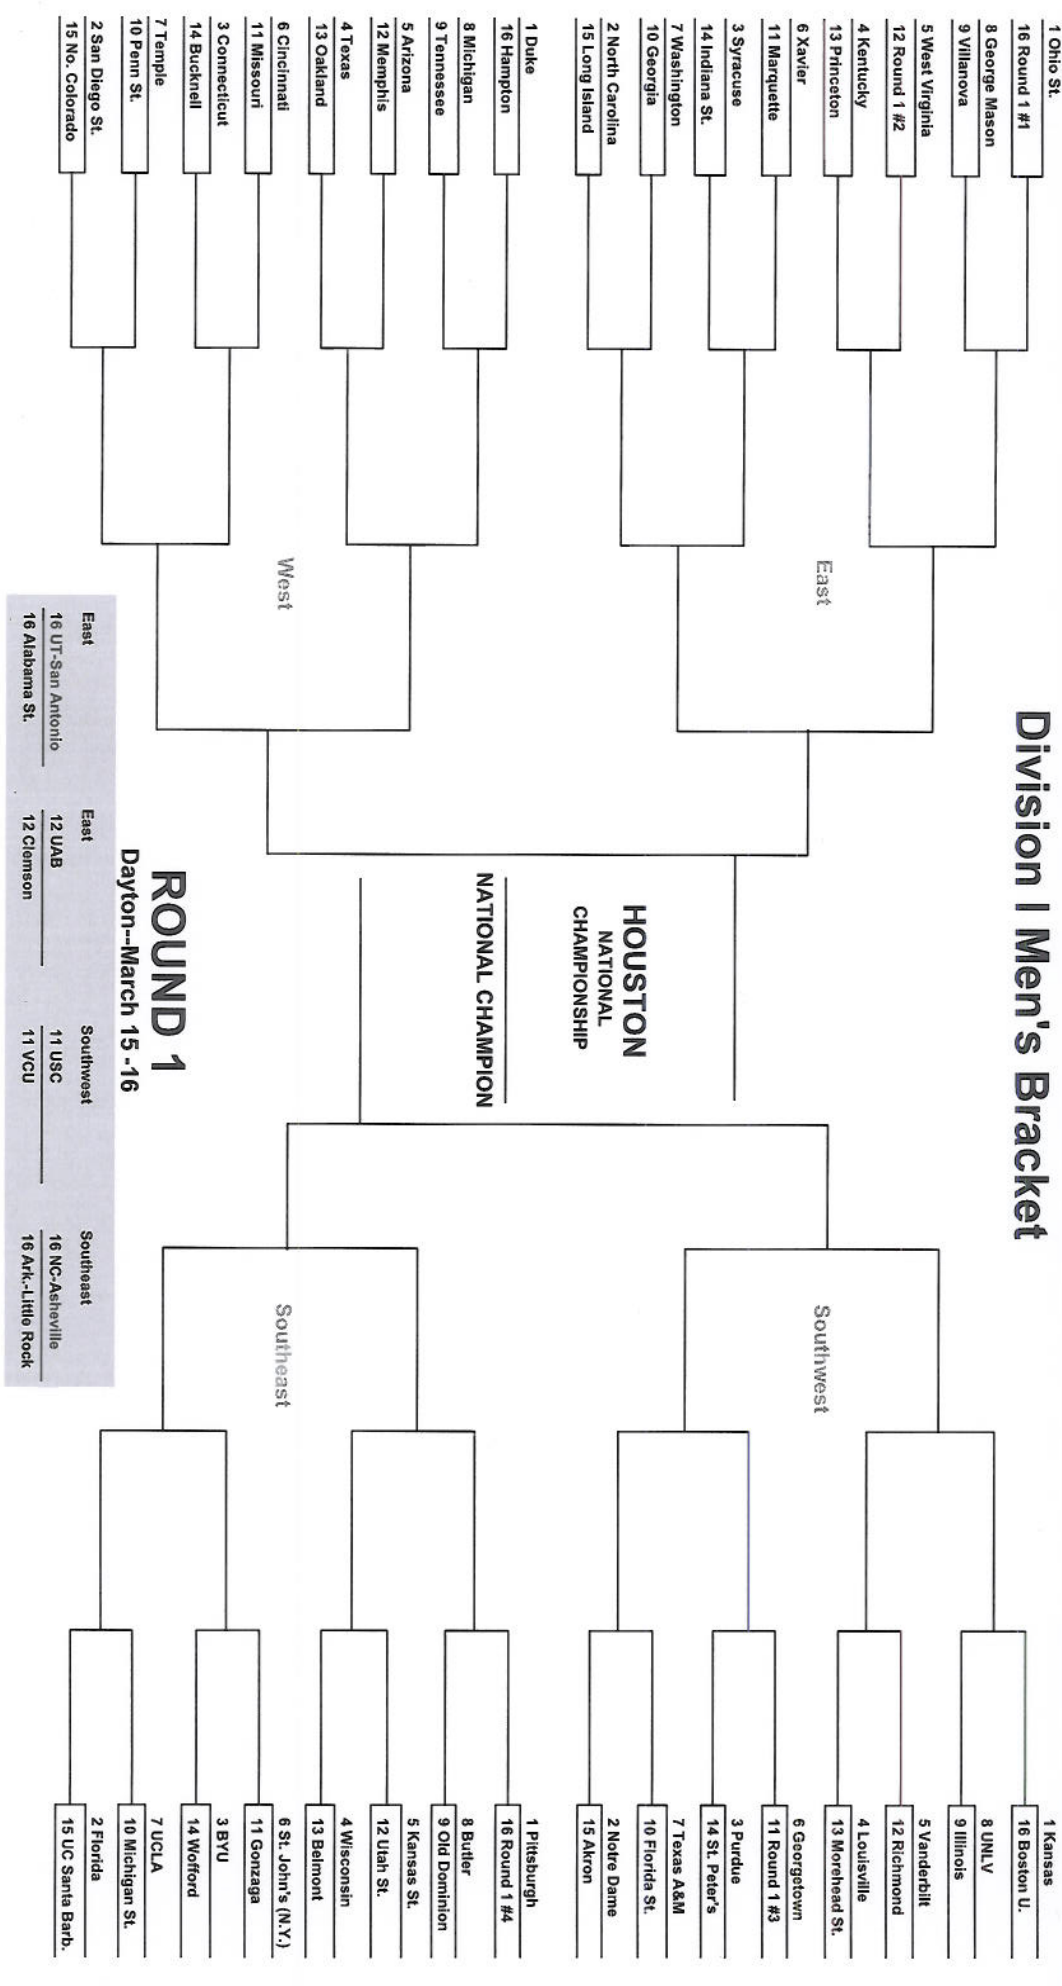 Division I Men's Bracket
1 Ohio St.
16 Round 1 #1
8 George Mason
9 Villanova
5 West Virginia
12 Round 1 #2
4 Kentucky
13 Princeton
6 Xavier
11 Marquette
3 Syracuse
14 Indiana St.
7 Washington
10 Georgia
2 North Carolina
15 Long Island
East
1 Duke
16 Hampton
8 Michigan
9 Tennessee
5 Arizona
12 Memphis
4 Texas
13 Oakland
6 Cincinnati
11 Missouri
3 Connecticut
14 Bucknell
7 Temple
10 Penn St.
2 San Diego St.
15 No. Colorado
West
HOUSTON
NATIONAL
CHAMPIONSHIP
NATIONAL CHAMPION
1 Kansas
16 Boston U.
8 UNLV
9 Illinois
5 Vanderbilt
12 Richmond
4 Louisville
13 Morehead St.
6 Georgetown
11 Round 1 #3
3 Purdue
14 St. Peter's
7 Texas A&M
10 Florida St.
2 Notre Dame
15 Akron
Southwest
1 Pittsburgh
16 Round 1 #4
8 Butler
9 Old Dominion
5 Kansas St.
12 Utah St.
4 Wisconsin
13 Belmont
6 St. John's (N.Y.)
11 Gonzaga
3 BYU
14 Wofford
7 UCLA
10 Michigan St.
2 Florida
15 UC Santa Barb.
Southeast
ROUND 1
Dayton--March 15 -16
East
16 UT-San Antonio
16 Alabama St.
East
12 UAB
12 Clemson
Southwest
11 USC
11 VCU
Southeast
16 NC-Asheville
16 Ark.-Little Rock